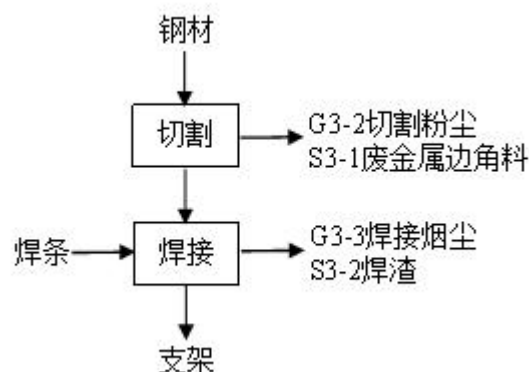 钢材
切割
G3-2切割粉尘
S3-1废金属边角料
焊条
焊接
G3-3焊接烟尘
S3-2焊渣
支架